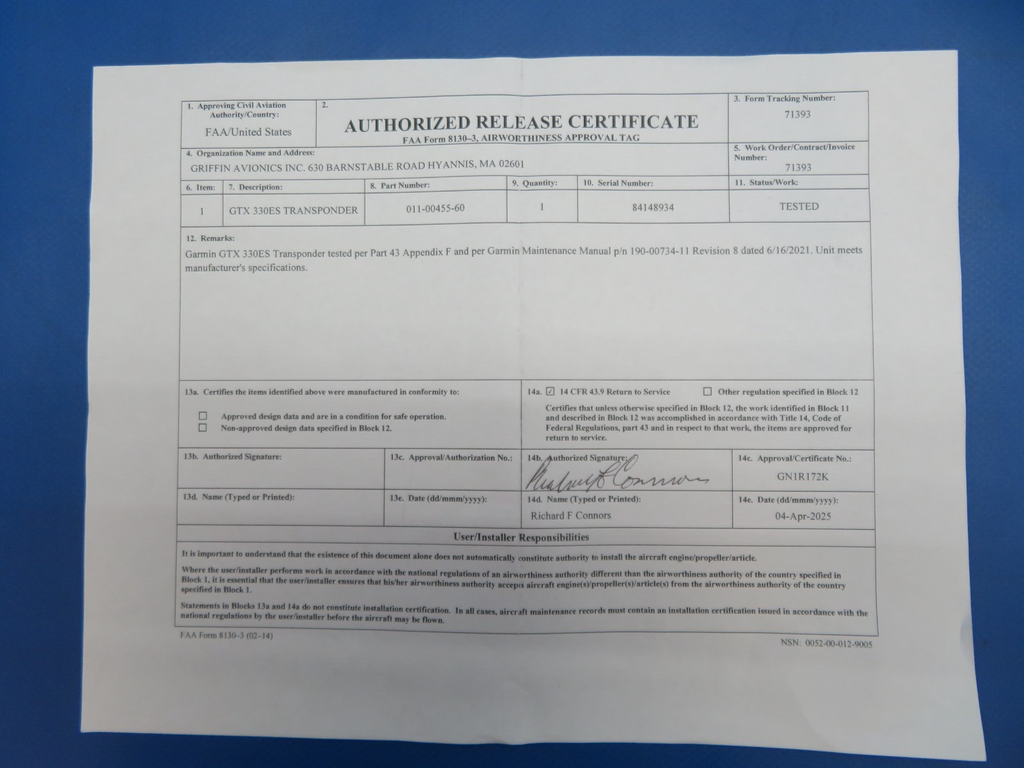 1. Approving Civil Aviation
Authority/Country:
FAA/United States
2.
AUTHORIZED RELEASE CERTIFICATE
FAA Form 8130–3, AIRWORTHINESS APPROVAL TAG
3. Form Tracking Number:
71393
4. Organization Name and Address:
GRIFFIN AVIONICS INC. 630 BARNSTABLE ROAD HYANNIS, MA 02601
5. Work Order/Contract/Invoice
Number:
71393
6. Item:
7. Description:
8. Part Number:
9. Quantity:
10. Serial Number:
11. Status/Work:
1
GTX 330ES TRANSPONDER
011-00455-60
1
84148934
TESTED
12. Remarks:
Garmin GTX 330ES Transponder tested per Part 43 Appendix F and per Garmin Maintenance Manual p/n 190-00734-11 Revision 8 dated 6/16/2021. Unit meets
manufacturer's specifications.
13a. Certifies the items identified above were manufactured in conformity to:
Approved design data and are in a condition for safe operation.
Non-approved design data specified in Block 12.
14a. ☑ 14 CFR 43.9 Return to Service ☐ Other regulation specified in Block 12
Certifies that unless otherwise specified in Block 12, the work identified in Block 11
and described in Block 12 was accomplished in accordance with Title 14, Code of
Federal Regulations, part 43 and in respect to that work, the items are approved for
return to service.
13b. Authorized Signature:
13c. Approval/Authorization No.:
14b. Authorized Signature:
14c. Approval/Certificate No.:
GN1R172K
13d. Name (Typed or Printed):
13e. Date (dd/mmm/yyyy):
14d. Name (Typed or Printed):
Richard F Connors
14e. Date (dd/mmm/yyyy):
04-Apr-2025
User/Installer Responsibilities
It is important to understand that the existence of this document alone does not automatically constitute authority to install the aircraft engine/propeller/article.
Where the user/installer performs work in accordance with the national regulations of an airworthiness authority different than the airworthiness authority of the country specified in
Block 1, it is essential that the user/installer ensures that his/her airworthiness authority accepts aircraft engine(s)/propeller(s)/article(s) from the airworthiness authority of the country
specified in Block 1.
Statements in Blocks 13a and 14a do not constitute installation certification. In all cases, aircraft maintenance records must contain an installation certification issued in accordance with the
national regulations by the user/installer before the aircraft may be flown.
FAA Form 8130–3 (02–14)
NSN: 0052-00-012-9005